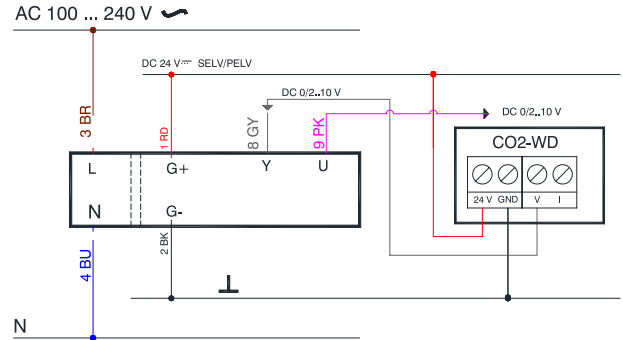 AC 100 ... 240 V
DC 24 V⎓ SELV/PELV
DC 0/2..10 V
DC 0/2..10 V
3 BR
1 RD
8 GY
9 PK
CO2-WD
L
G+
Y
U
24 V GND V I
N
G-
4 BU
2 BK
N